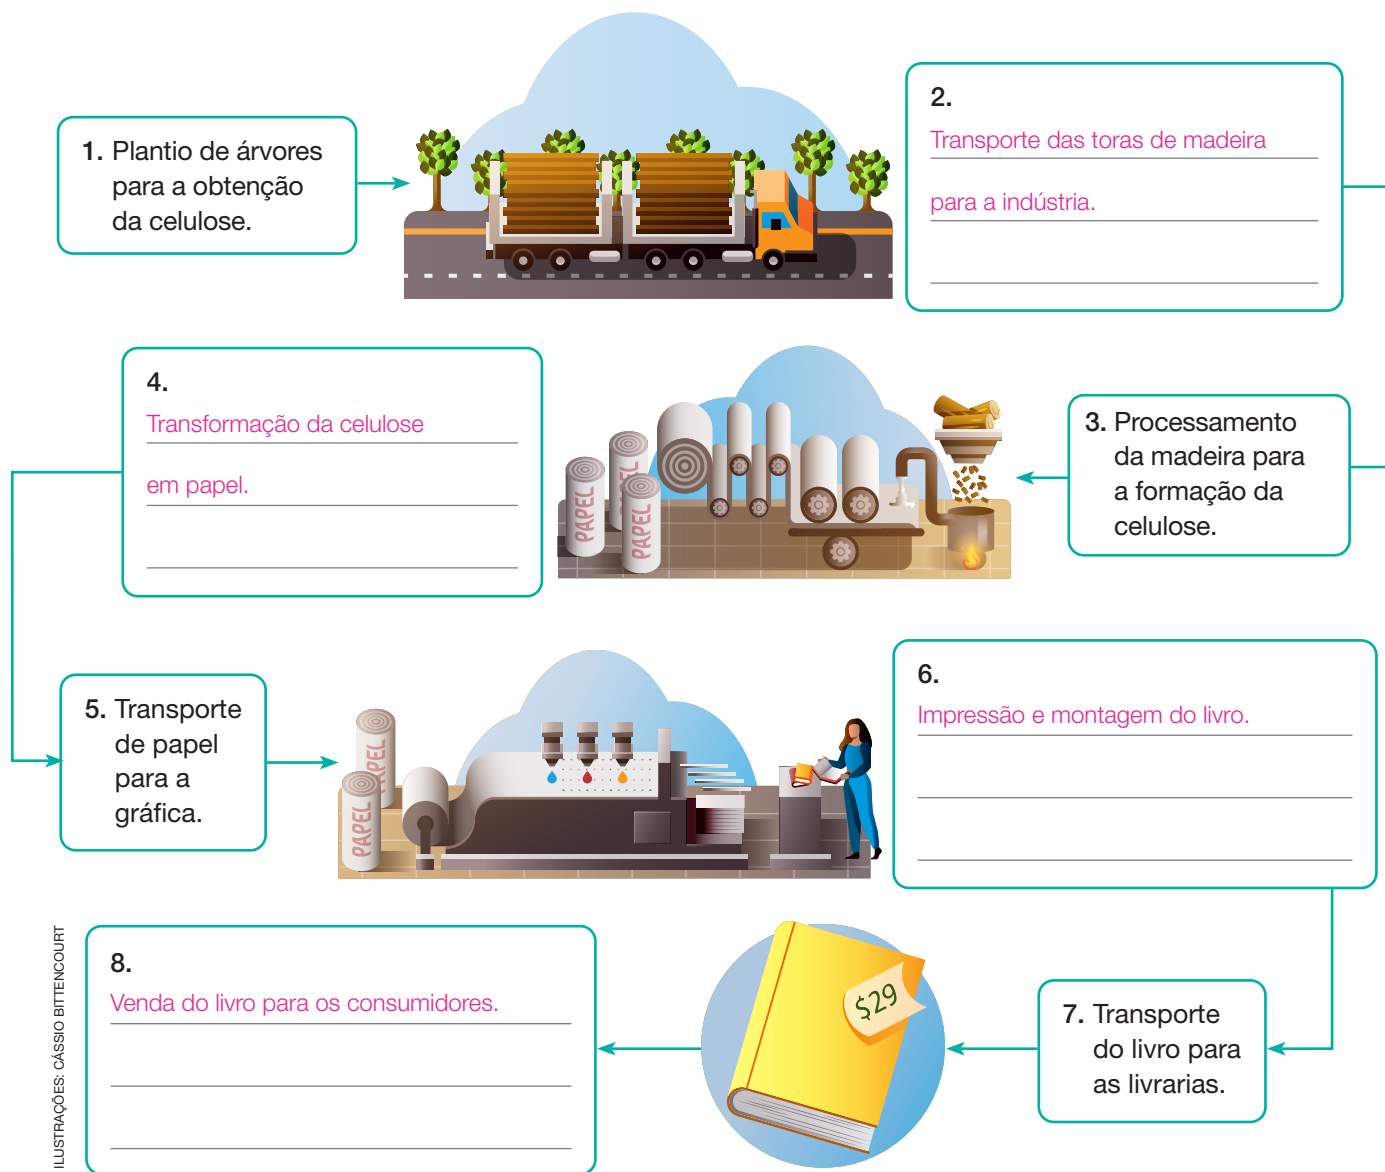 1. Plantio de árvores
para a obtenção
da celulose.
2.
Transporte das toras de madeira
para a indústria.
3. Processamento
da madeira para
a formação da
celulose.
PAPEL
PAPEL
PAPEL
4.
Transformação da celulose
em papel.
5. Transporte
de papel
para a
gráfica.
PAPEL
PAPEL
6.
Impressão e montagem do livro.
7. Transporte
do livro para
as livrarias.
$29
8.
Venda do livro para os consumidores.
ILUSTRAÇÕES: CÁSSIO BITTENCOURT